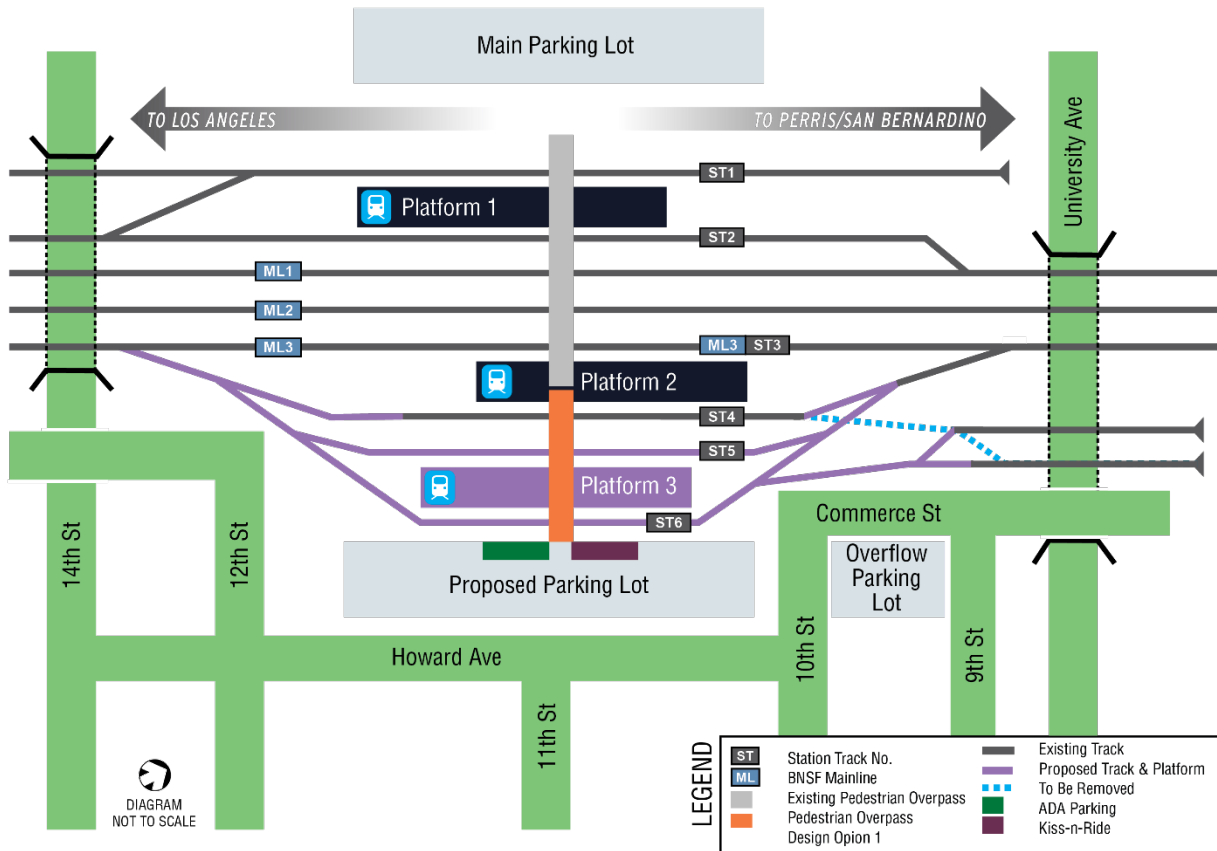 Main Parking Lot
TO LOS ANGELES
TO PERRIS/SAN BERNARDINO
University Ave
ST1
Platform 1
ST2
ML1
ML2
ML3
ML3 ST3
Platform 2
ST4
ST5
Platform 3
ST6
Commerce St
14th St
12th St
Proposed Parking Lot
Overflow
Parking
Lot
10th St
9th St
Howard Ave
11th St
DIAGRAM
NOT TO SCALE
LEGEND
ST Station Track No.
ML BNSF Mainline
Existing Pedestrian Overpass
Pedestrian Overpass
Design Opion 1
Existing Track
Proposed Track & Platform
To Be Removed
ADA Parking
Kiss-n-Ride